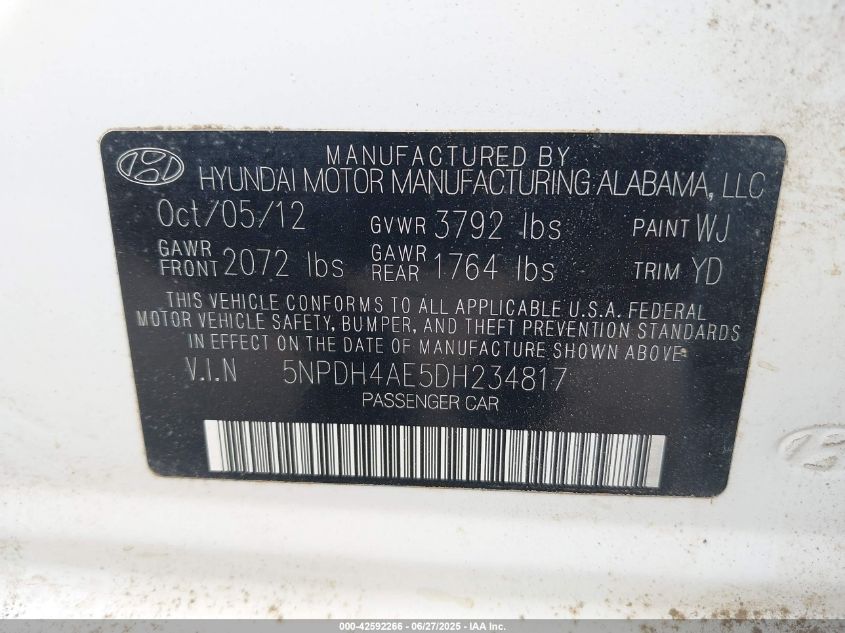 MANUFACTURED BY
HYUNDAI MOTOR MANUFACTURING ALABAMA, LLC
Oct/05/12 GVWR 3792 lbs PAINT WJ
GAWR FRONT 2072 lbs GAWR REAR 1764 lbs TRIM YD
THIS VEHICLE CONFORMS TO ALL APPLICABLE U.S.A. FEDERAL
MOTOR VEHICLE SAFETY, BUMPER, AND THEFT PREVENTION STANDARDS
IN EFFECT ON THE DATE OF MANUFACTURE SHOWN ABOVE
V.I.N 5NPDH4AE5DH234817
PASSENGER CAR
000-42592266 - 06/27/2025 - IAA Inc.